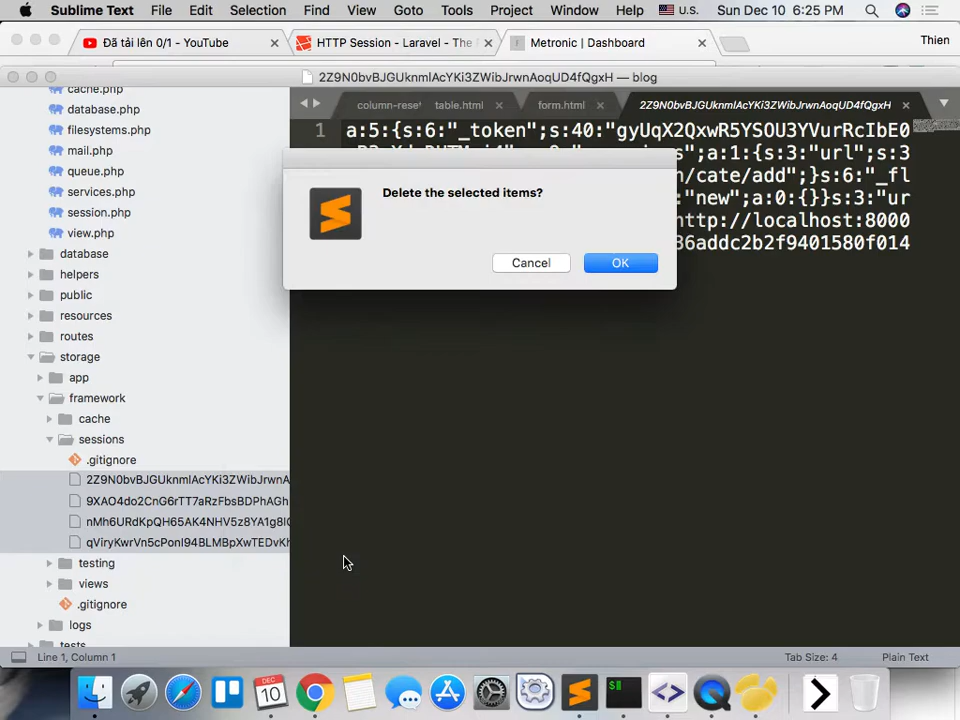 Sublime Text File Edit Selection Find View Goto Tools Project Window Help U.S. Sun Dec 10 6:25 PM
Đã tải lên 0/1 - YouTube
HTTP Session - Laravel - The
Metronic | Dashboard
Thien
2Z9N0bvBJGUknmlAcYKi3ZWibJrwnAoqUD4fQgxH — blog
column-rese table.html
form.html
2Z9N0bvBJGUknmlAcYKi3ZWibJrwnAoqUD4fQgxH
cache.php
database.php
filesystems.php
mail.php
queue.php
services.php
session.php
view.php
database
helpers
public
resources
routes
storage
app
framework
cache
sessions
.gitignore
2Z9N0bvBJGUknmlAcYKi3ZWibJrwnA
9XAO4do2CnG6rTT7aRzFbsBDPhAGh
nMh6URdKpQH65AK4NHV5z8YA1g8l
qViryKwrVn5cPonI94BLMBpXwTEDvKh
testing
views
.gitignore
logs
tests
1 a:5:{s:6:"_token";s:40:"gyUqX2QxwR5YSOU3YVurRcIbE0
";a:1:{s:3:"url";s:3
/cate/add";}s:6:"_fl
"new";a:0:{}}s:3:"ur
http://localhost:8000
36addc2b2f9401580f014
Delete the selected items?
Cancel
OK
Line 1, Column 1
Tab Size: 4
Plain Text
DEC
10